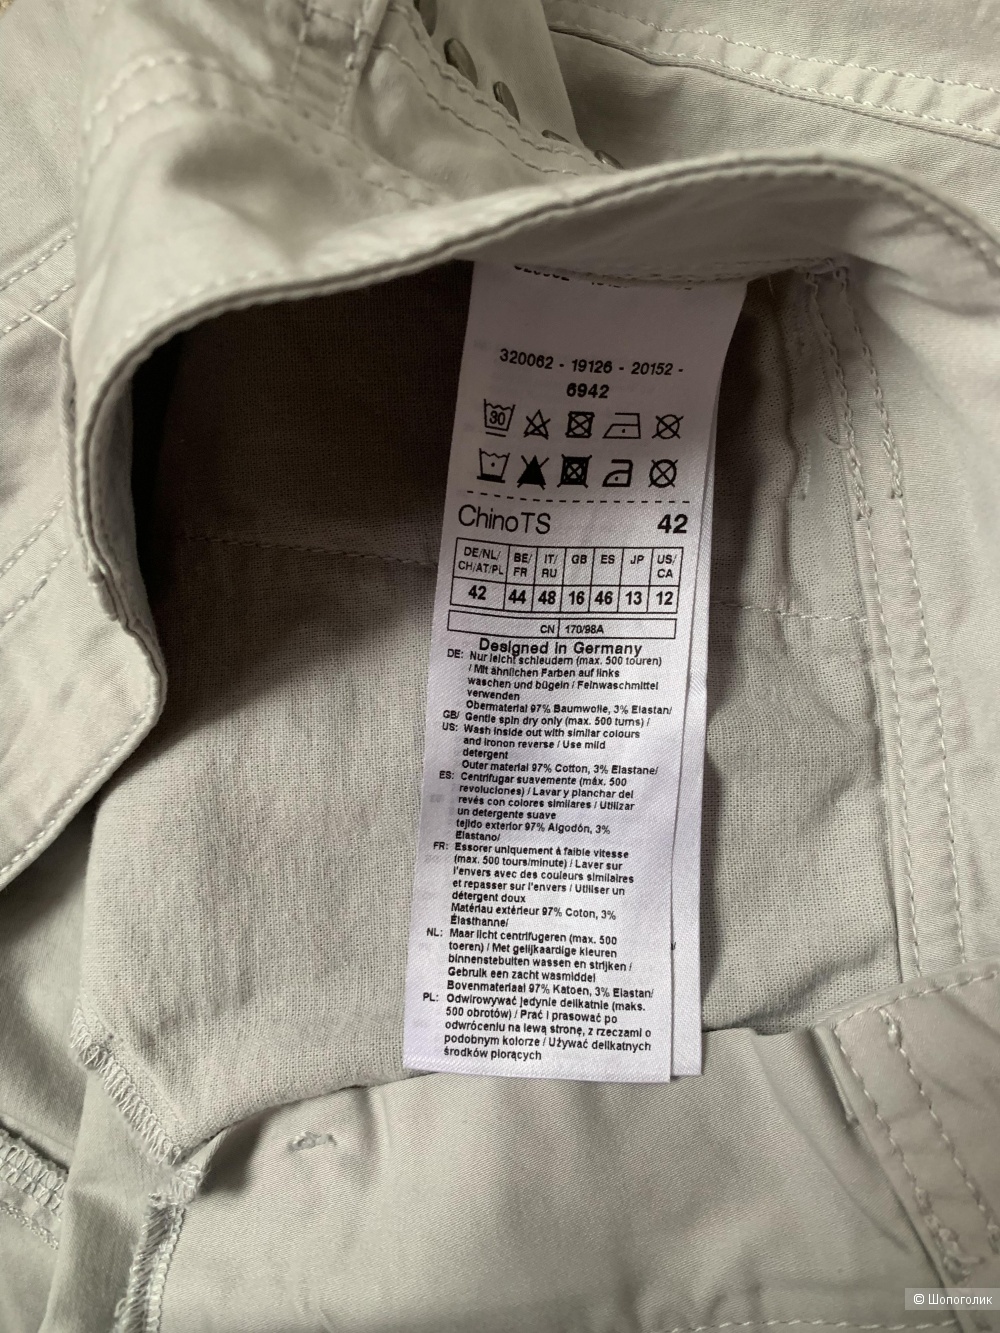 320062 - 19126 - 20152 -
6942
30
ChinoTS 42
DE/NL/CH/AT/PL BE/FR IT/RU GB ES JP US/CA
42 44 48 16 46 13 12
CN 170/98A
Designed in Germany
DE: Nur leicht schleudern (max. 500 touren)
/ Mit ähnlichen Farben auf links
waschen und bügeln / Feinwaschmittel
verwenden
Obermaterial 97% Baumwolle, 3% Elastan/
GB/ Gentle spin dry only (max. 500 turns) /
US: Wash inside out with similar colours
and ironon reverse / Use mild
detergent
Outer material 97% Cotton, 3% Elastane/
ES: Centrifugar suavemente (máx. 500
revoluciones) / Lavar y planchar del
revés con colores similares / Utilizar
un detergente suave
tejido exterior 97% Algodón, 3%
Elastano/
FR: Essorer uniquement à faible vitesse
(max. 500 tours/minute) / Laver sur
l'envers avec des couleurs similaires
et repasser sur l'envers / Utiliser un
détergent doux
Matériau extérieur 97% Coton, 3%
Élasthanne/
NL: Maar licht centrifugeren (max. 500
toeren) / Met gelijkaardige kleuren
binnenstebuiten wassen en strijken /
Gebruik een zacht wasmiddel
Bovenmateriaal 97% Katoen, 3% Elastan/
PL: Odwirowywać jedynie delikatnie (maks.
500 obrotów) / Prać i prasować po
odwróceniu na lewą stronę, z rzeczami o
podobnym kolorze / Używać delikatnych
środków piorących
© Шопоголик